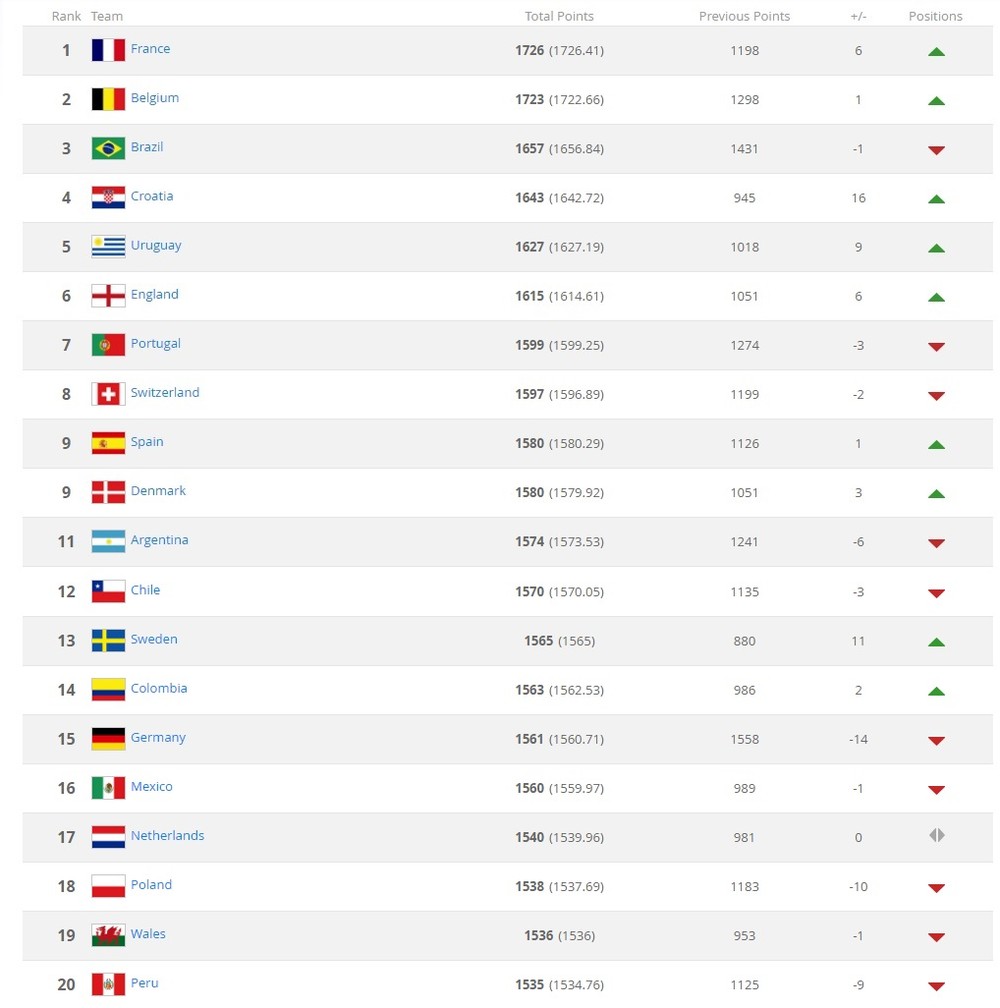 Rank Team Total Points Previous Points +/- Positions
1 France 1726 (1726.41) 1198 6
2 Belgium 1723 (1722.66) 1298 1
3 Brazil 1657 (1656.84) 1431 -1
4 Croatia 1643 (1642.72) 945 16
5 Uruguay 1627 (1627.19) 1018 9
6 England 1615 (1614.61) 1051 6
7 Portugal 1599 (1599.25) 1274 -3
8 Switzerland 1597 (1596.89) 1199 -2
9 Spain 1580 (1580.29) 1126 1
9 Denmark 1580 (1579.92) 1051 3
11 Argentina 1574 (1573.53) 1241 -6
12 Chile 1570 (1570.05) 1135 -3
13 Sweden 1565 (1565) 880 11
14 Colombia 1563 (1562.53) 986 2
15 Germany 1561 (1560.71) 1558 -14
16 Mexico 1560 (1559.97) 989 -1
17 Netherlands 1540 (1539.96) 981 0
18 Poland 1538 (1537.69) 1183 -10
19 Wales 1536 (1536) 953 -1
20 Peru 1535 (1534.76) 1125 -9